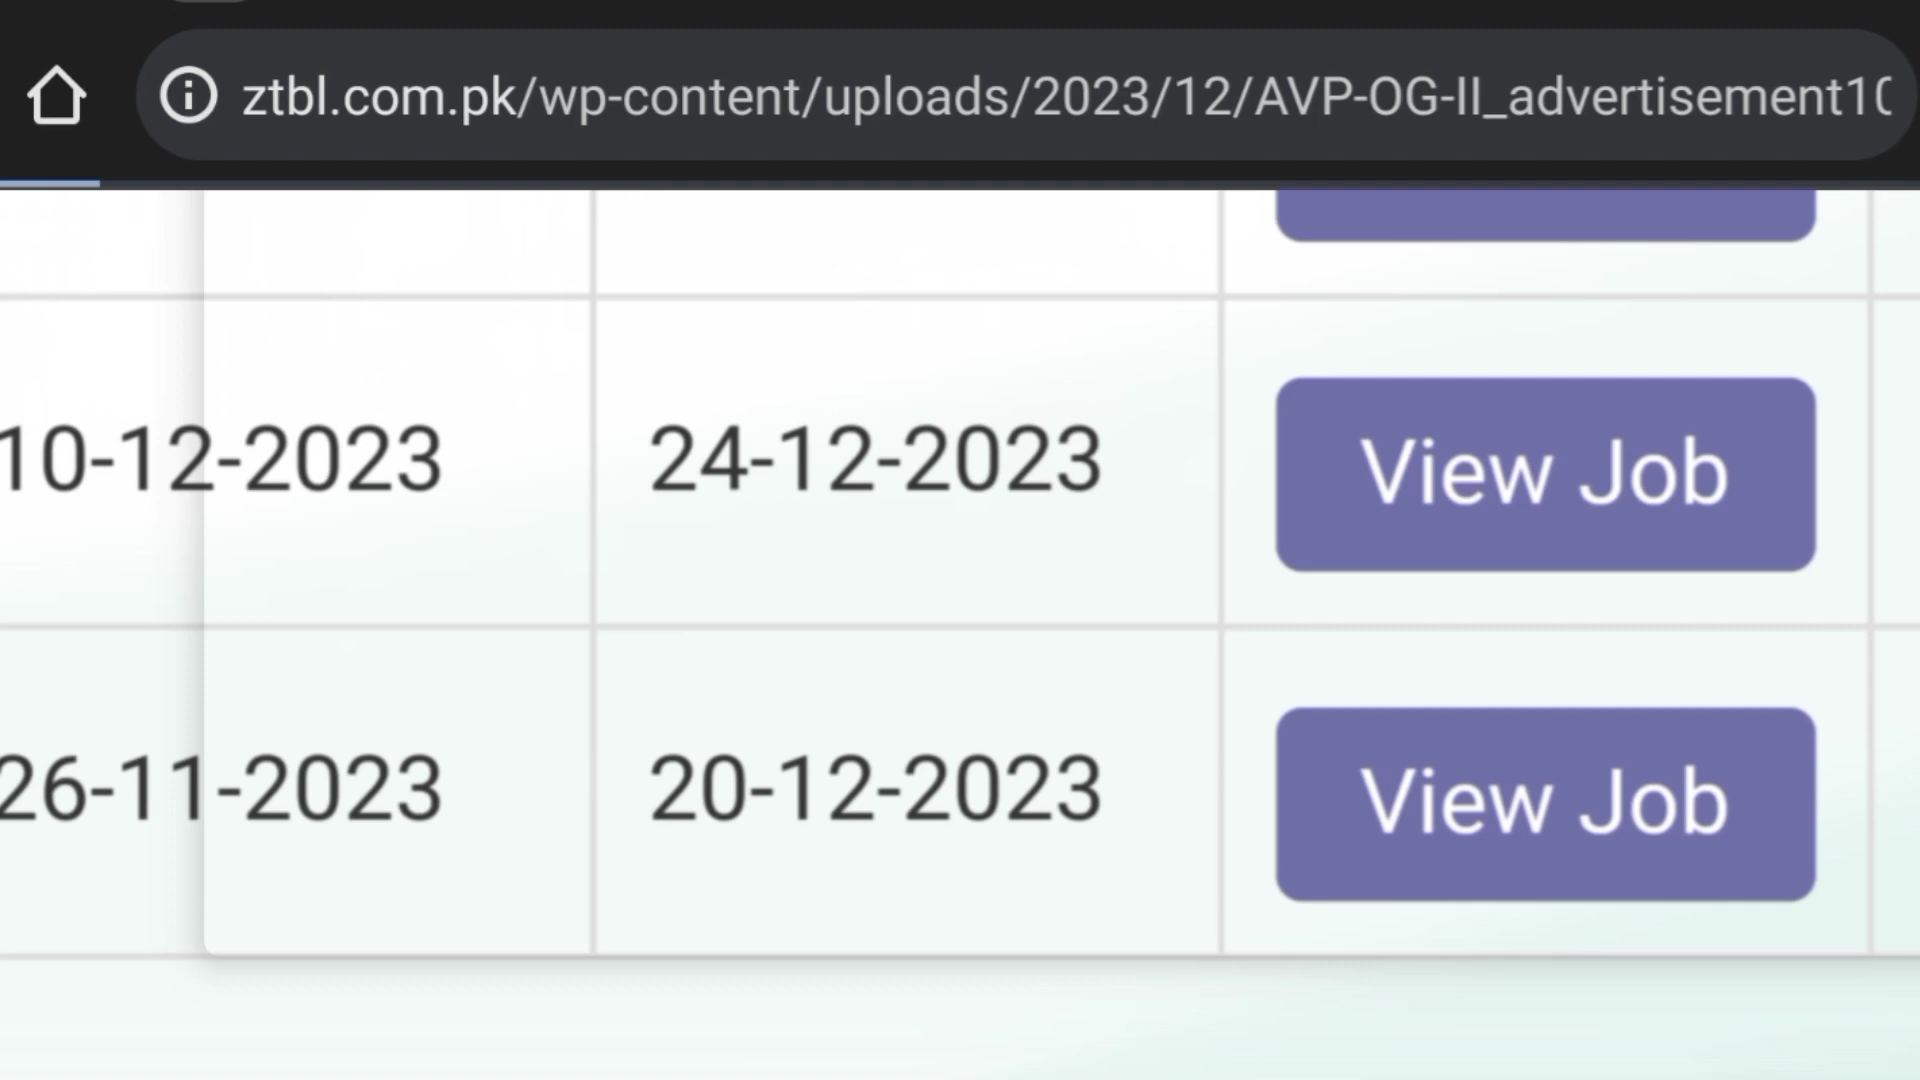 ztbl.com.pk/wp-content/uploads/2023/12/AVP-OG-II_advertisement10
10-12-2023 24-12-2023 View Job
26-11-2023 20-12-2023 View Job